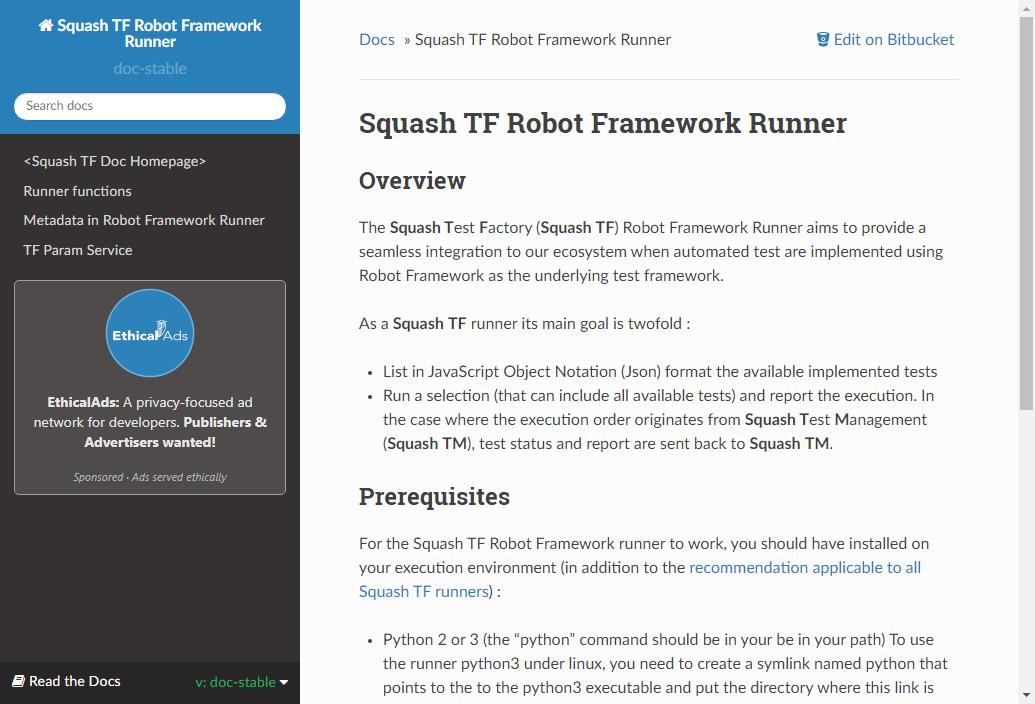 Squash TF Robot Framework
Runner
doc-stable
Search docs
<Squash TF Doc Homepage>
Runner functions
Metadata in Robot Framework Runner
TF Param Service
EthicalAds
EthicalAds: A privacy-focused ad
network for developers. Publishers &
Advertisers wanted!
Sponsored · Ads served ethically
Read the Docs
v: doc-stable
Docs » Squash TF Robot Framework Runner
Edit on Bitbucket
Squash TF Robot Framework Runner
Overview
The Squash Test Factory (Squash TF) Robot Framework Runner aims to provide a
seamless integration to our ecosystem when automated test are implemented using
Robot Framework as the underlying test framework.
As a Squash TF runner its main goal is twofold :
• List in JavaScript Object Notation (Json) format the available implemented tests
• Run a selection (that can include all available tests) and report the execution. In
the case where the execution order originates from Squash Test Management
(Squash TM), test status and report are sent back to Squash TM.
Prerequisites
For the Squash TF Robot Framework runner to work, you should have installed on
your execution environment (in addition to the recommendation applicable to all
Squash TF runners) :
• Python 2 or 3 (the “python” command should be in your be in your path) To use
the runner python3 under linux, you need to create a symlink named python that
points to the to the python3 executable and put the directory where this link is